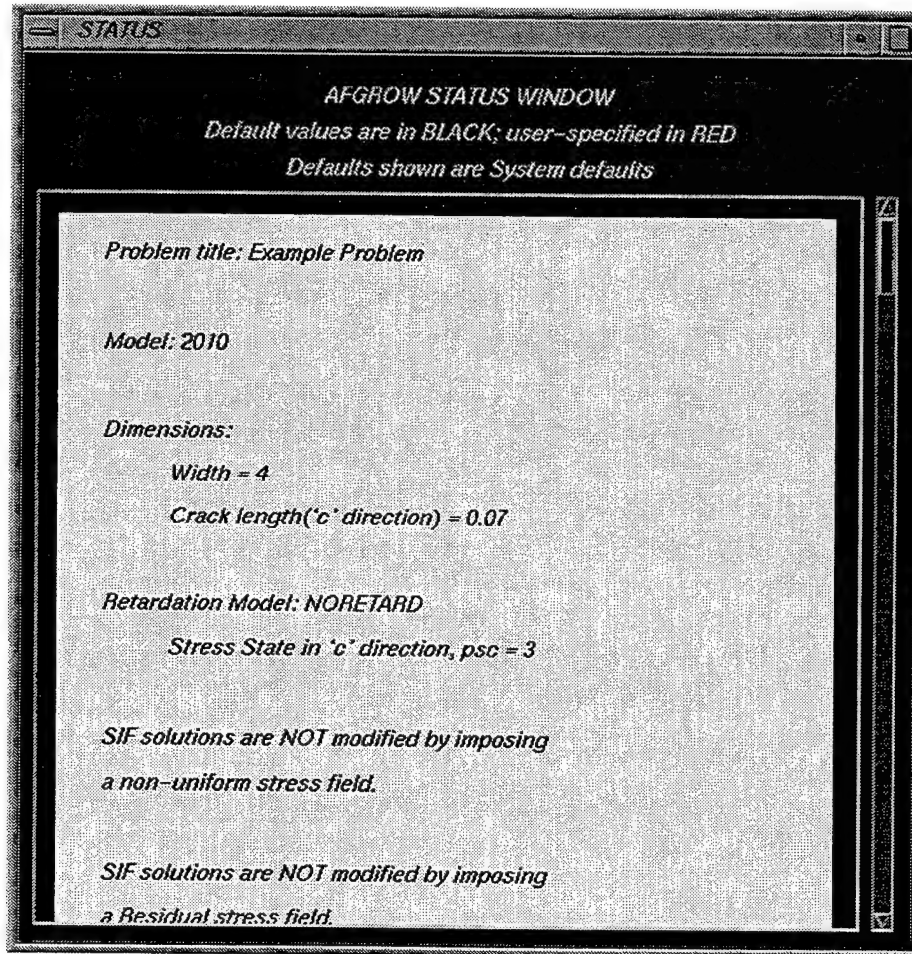 STATUS
AFGROW STATUS WINDOW
Default values are in BLACK; user-specified in RED
Defaults shown are System defaults
Problem title: Example Problem
Model: 2010
Dimensions:
Width = 4
Crack length('c' direction) = 0.07
Retardation Model: NORETARD
Stress State in 'c' direction, psc = 3
SIF solutions are NOT modified by imposing
a non-uniform stress field.
SIF solutions are NOT modified by imposing
a Residual stress field.